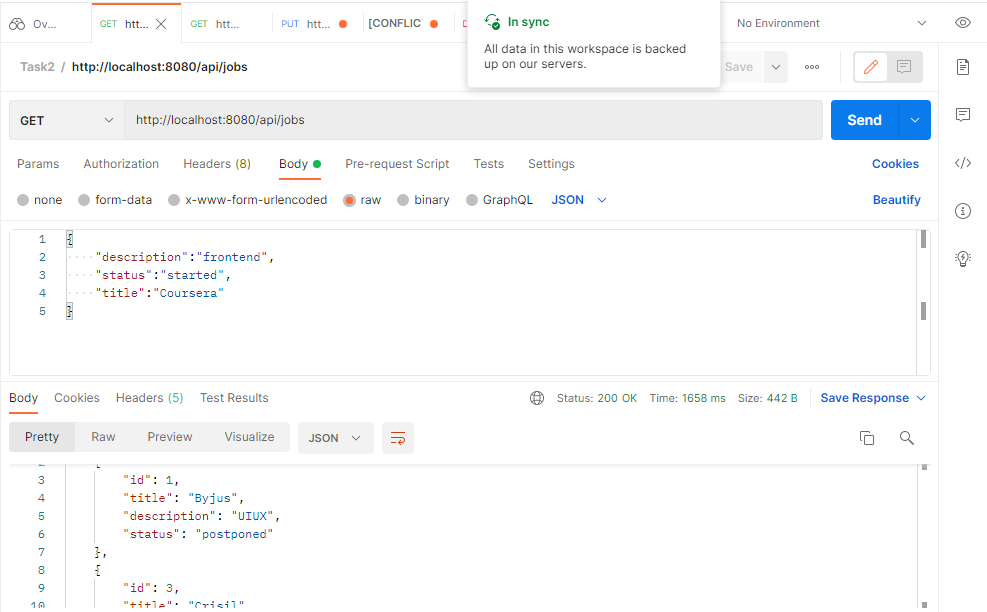 Ov...
GET htt...
GET htt...
PUT htt...
[CONFLIC
In sync
All data in this workspace is backed
up on our servers.
No Environment
Task2 / http://localhost:8080/api/jobs
Save
GET
http://localhost:8080/api/jobs
Send
Params Authorization Headers (8) Body Pre-request Script Tests Settings Cookies
none form-data x-www-form-urlencoded raw binary GraphQL JSON Beautify
1 {
2 ····"description":"frontend",
3 ····"status":"started",
4 ····"title":"Coursera"
5 }
Body Cookies Headers (5) Test Results Status: 200 OK Time: 1658 ms Size: 442 B Save Response
Pretty Raw Preview Visualize JSON
2 {
3 "id": 1,
4 "title": "Byjus",
5 "description": "UIUX",
6 "status": "postponed"
7 },
8 {
9 "id": 3,
10 "title": "Crisil"